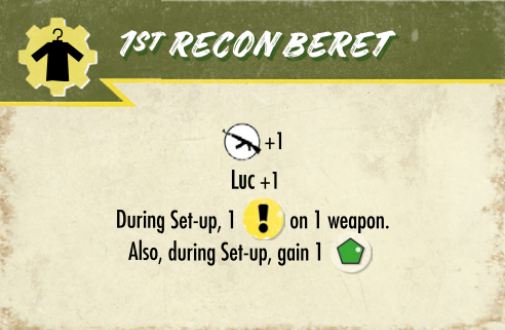 1ST RECON BERET
+1
Luc +1
During Set-up, 1 ! on 1 weapon.
Also, during Set-up, gain 1